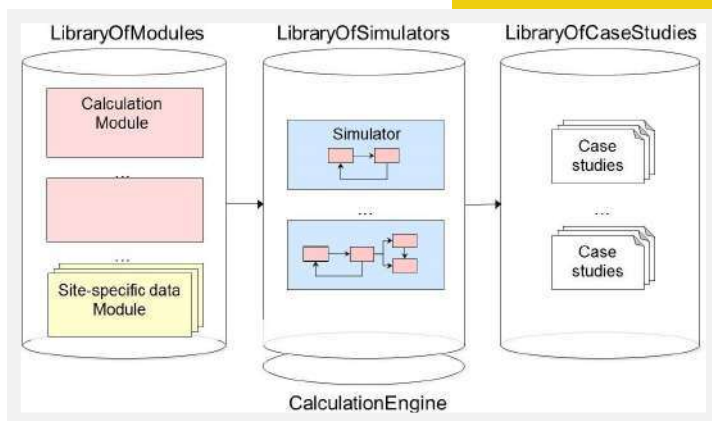 LibraryOfModules
LibraryOfSimulators
LibraryOfCaseStudies
Calculation
Module
...
...
Site-specific data
Module
Simulator
...
Case
studies
...
Case
studies
CalculationEngine